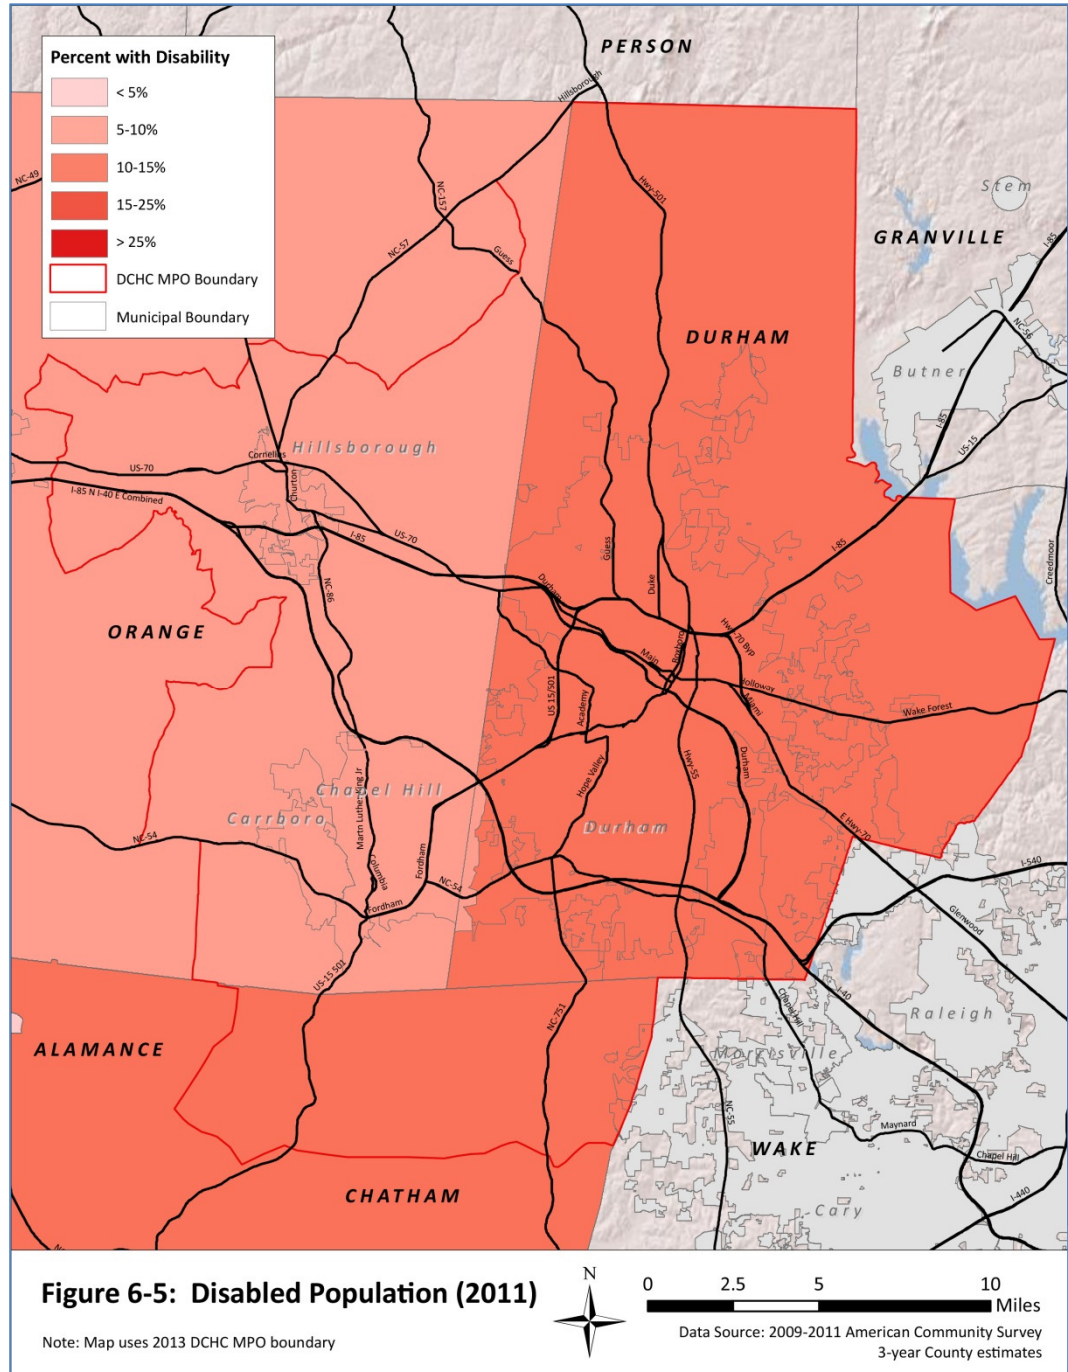 Percent with Disability
< 5%
5-10%
10-15%
15-25%
> 25%
DCHC MPO Boundary
Municipal Boundary
PERSON
Hillsborough
NC-49
NC-157
Hwy-501
Stem
GRANVILLE
I-85
NC-57
Guess
NC-56
DURHAM
Butner
I-85
US-15
Hillsborough
Cornelius
US-70
Churton
I-85 N I-40 E Combined
US-70
I-85
I-85
Guess
Duke
Creedmoor
NC-86
Durham
ORANGE
Hwy-70 Byp
Roxboro
Main
Holloway
Miami
US 15/501
Academy
Wake Forest
Hwy-55
Durham
Hope Valley
Chapel Hill
Martn Luther King Jr
Carrboro
Durham
E Hwy-70
NC-54
Fordham
Columbia
NC-54
I-540
Fordham
Glenwood
US-15 501
I-40
NC-751
Chapel Hill
Raleigh
ALAMANCE
Morrisville
NC-55
Maynard
WAKE
Chapel Hill
CHATHAM
I-440
Cary
Figure 6-5: Disabled Population (2011)
Note: Map uses 2013 DCHC MPO boundary
N
0 2.5 5 10
Miles
Data Source: 2009-2011 American Community Survey
3-year County estimates